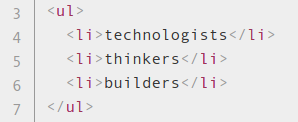 3 <ul>
4   <li>technologists</li>
5   <li>thinkers</li>
6   <li>builders</li>
7 </ul>